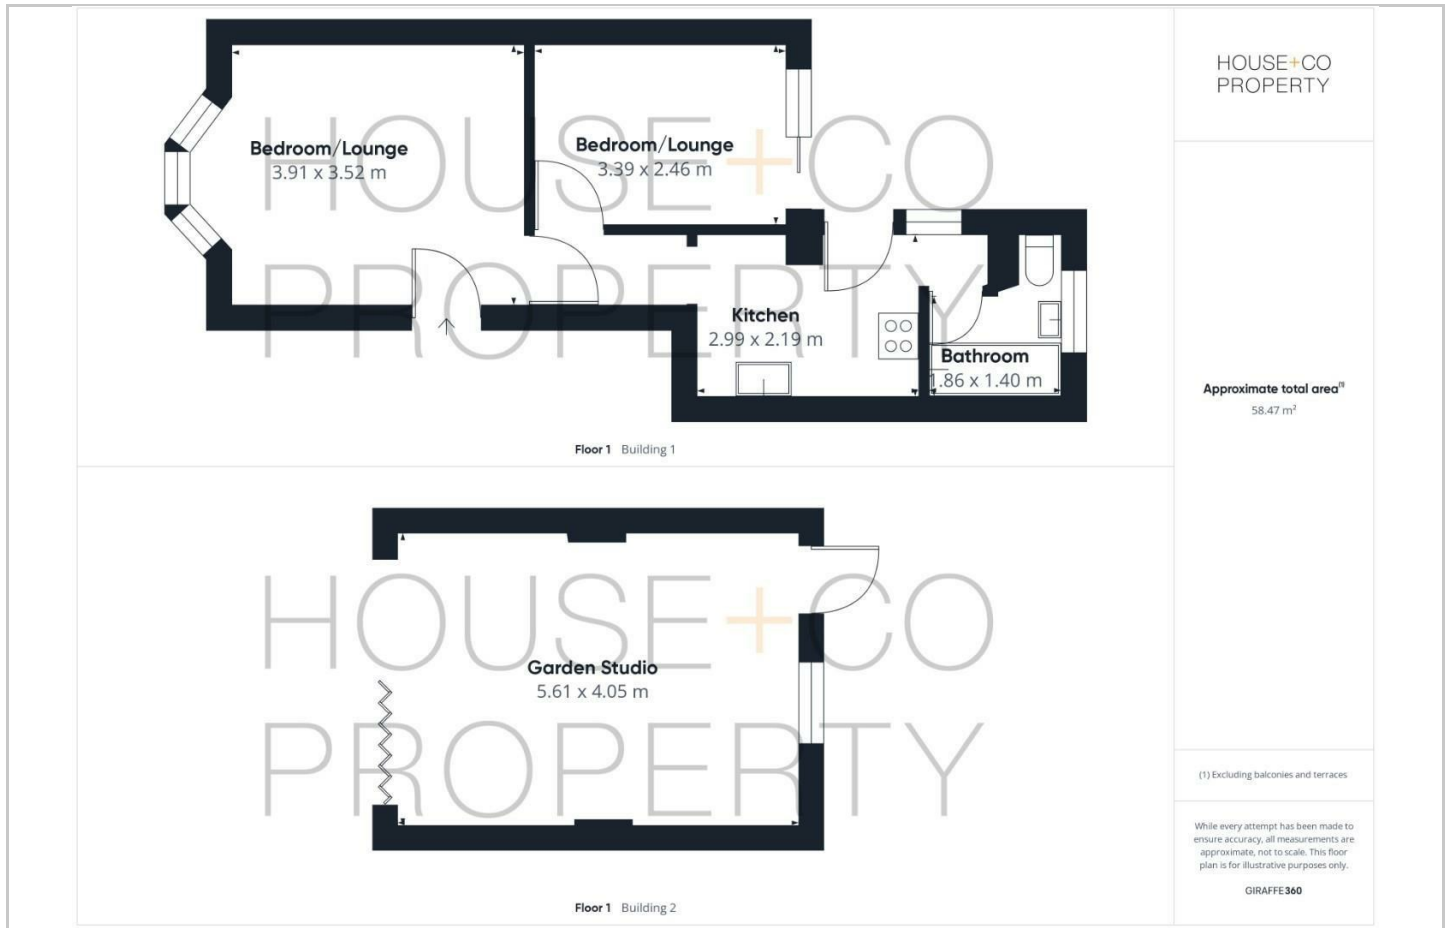 HOUSE+CO
PROPERTY
Bedroom/Lounge
3.91 x 3.52 m
Bedroom/Lounge
3.39 x 2.46 m
Kitchen
2.99 x 2.19 m
Bathroom
1.86 x 1.40 m
HOUSE+CO
PROPERTY
Floor 1 Building 1
Garden Studio
5.61 x 4.05 m
HOUSE+CO
PROPERTY
Floor 1 Building 2
Approximate total area(1)
58.47 m²
(1) Excluding balconies and terraces
While every attempt has been made to
ensure accuracy, all measurements are
approximate, not to scale. This floor
plan is for illustrative purposes only.
GIRAFFE360